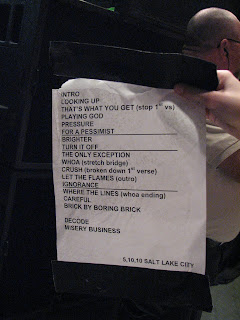 INTRO
LOOKING UP
THAT'S WHAT YOU GET (stop 1st vs)
PLAYING GOD
PRESSURE
FOR A PESSIMIST
BRIGHTER
TURN IT OFF
THE ONLY EXCEPTION
WHOA (stretch bridge)
CRUSH (broken down 1st verse)
LET THE FLAMES (outro)
IGNORANCE
WHERE THE LINES (whoa ending)
CAREFUL
BRICK BY BORING BRICK
DECODE
MISERY BUSINESS
5.10.10 SALT LAKE CITY